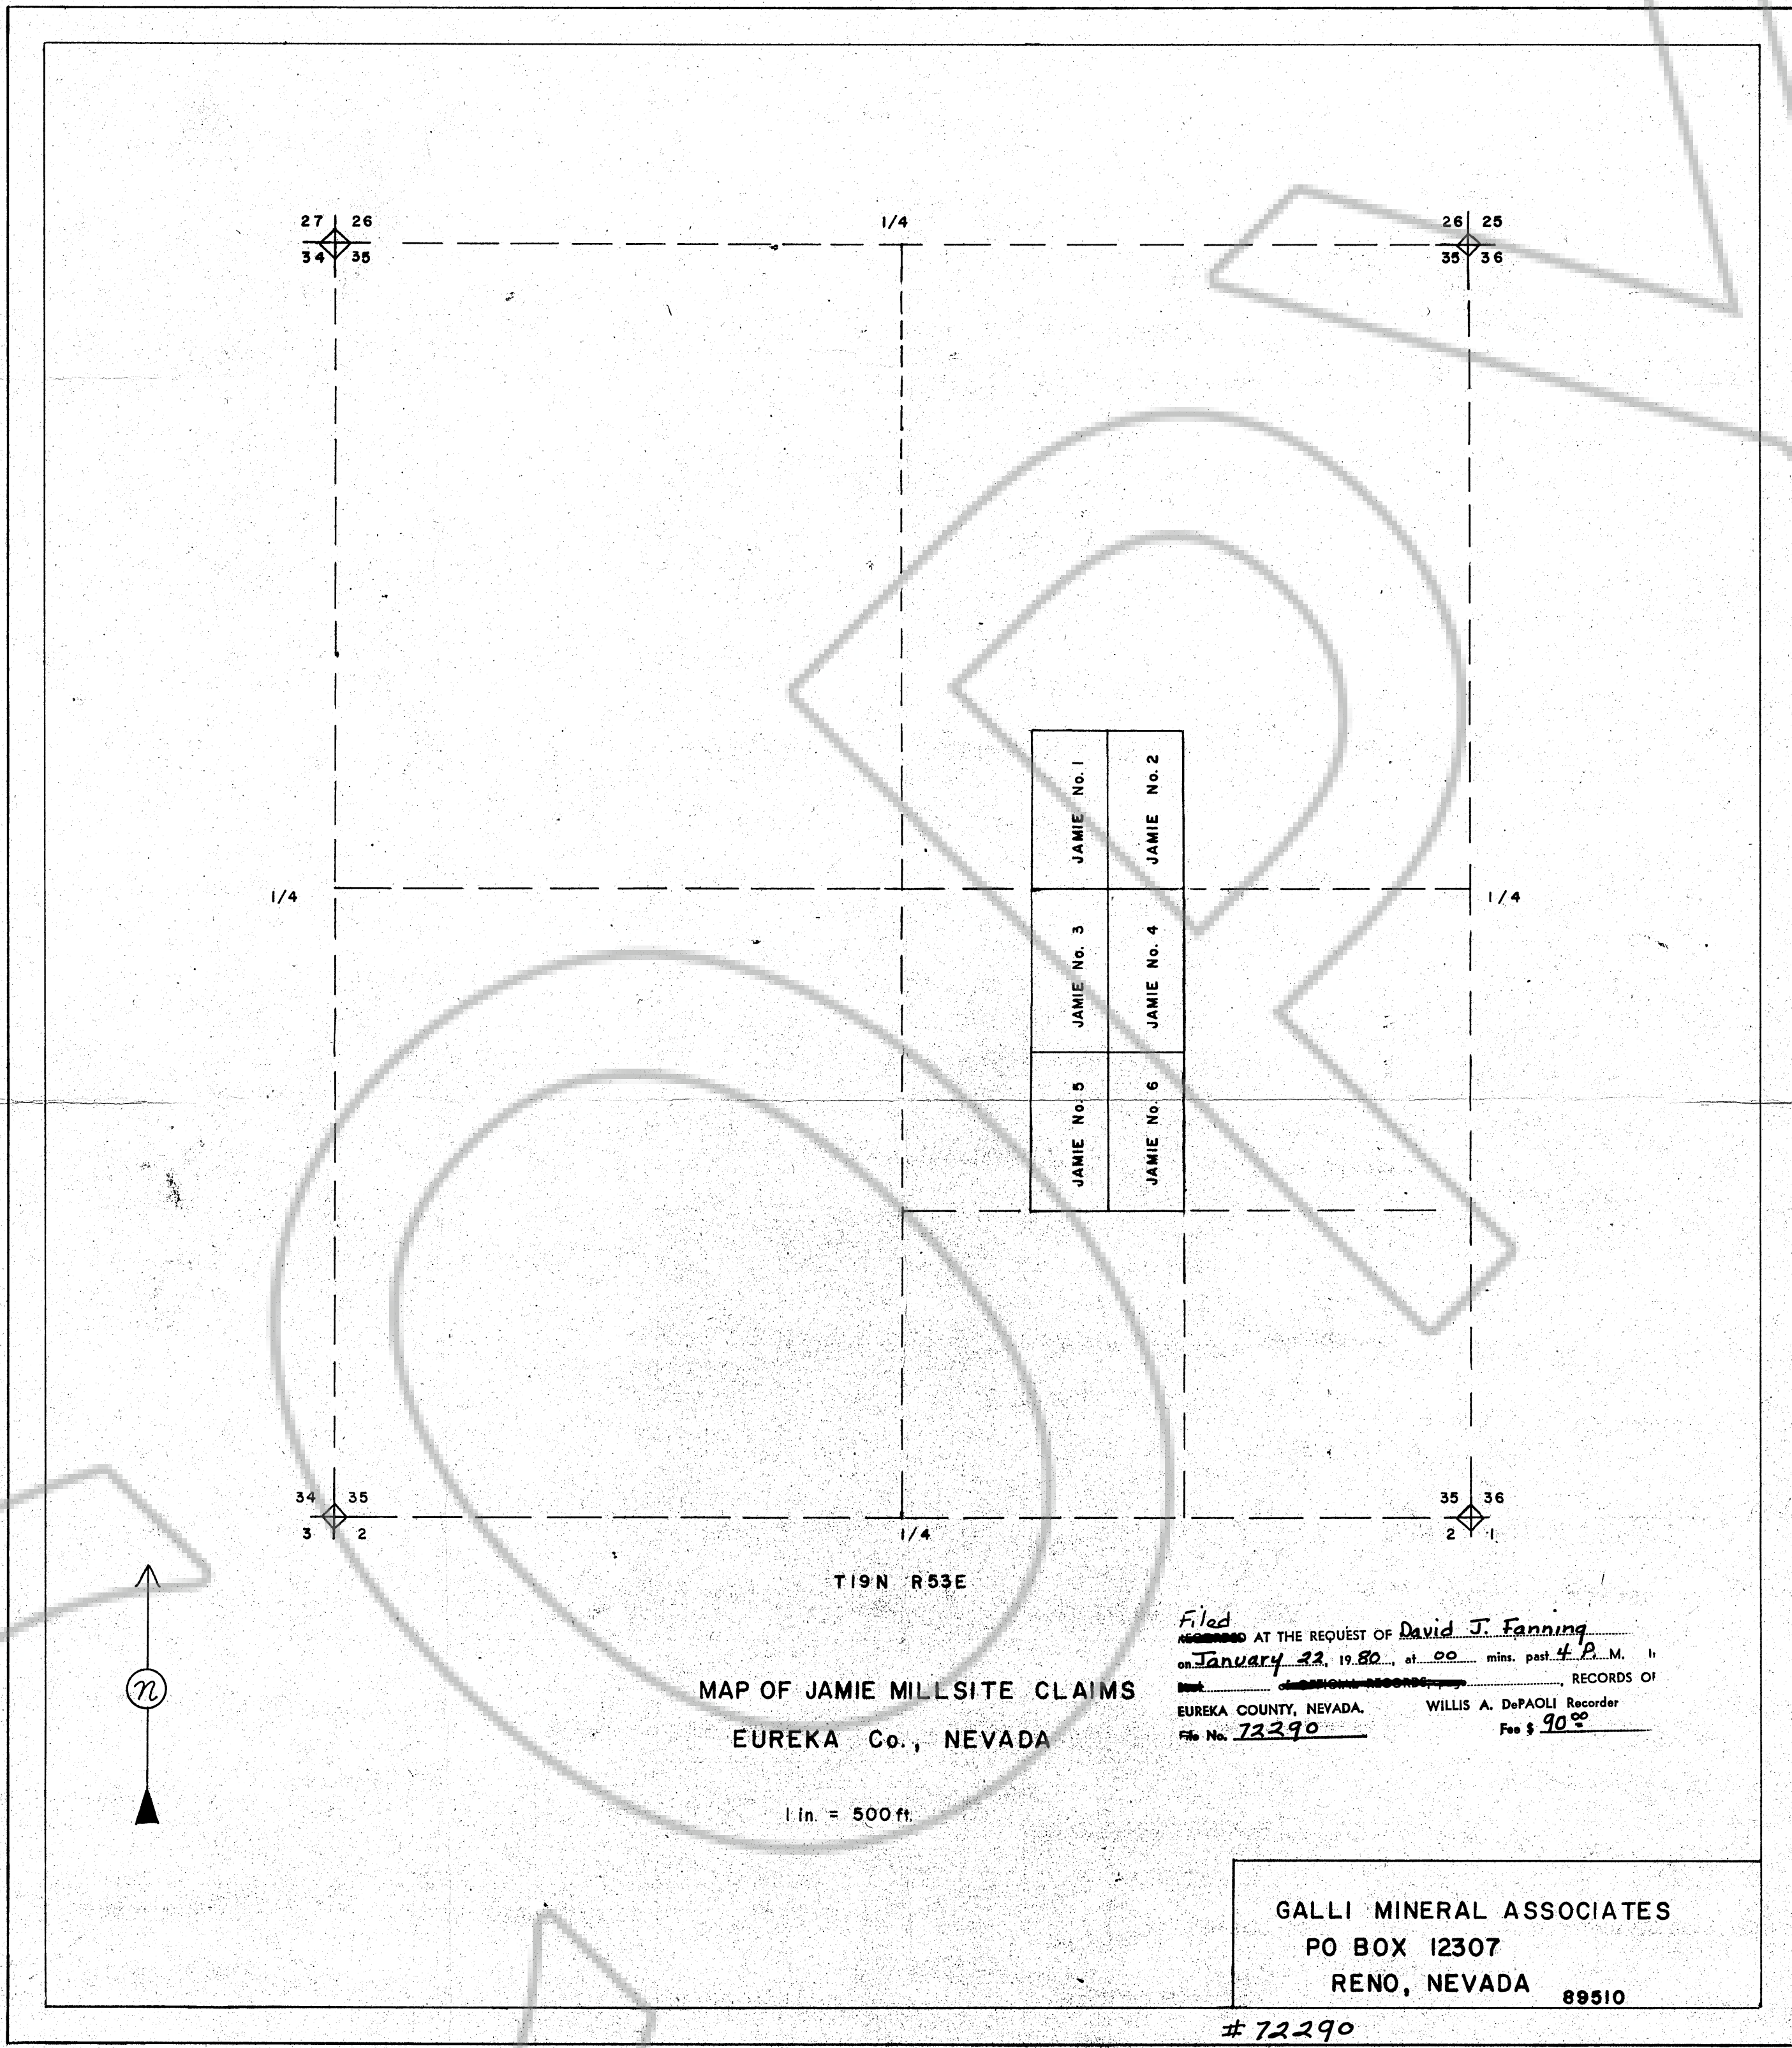 27 26
34 35
1/4
26 25
35 36
JAMIE No. 1
JAMIE No. 2
1/4
1/4
JAMIE No. 3
JAMIE No. 4
JAMIE No. 5
JAMIE No. 6
34 35
3 2
1/4
35 36
2 1
T19N R53E
n
MAP OF JAMIE MILLSITE CLAIMS
EUREKA Co., NEVADA
1 in. = 500 ft.
Filed
RECORDED AT THE REQUEST OF David J. Fanning
on January 22, 1980, at 00 mins. past 4 P. M.
OFFICIAL RECORDS, RECORDS OF
EUREKA COUNTY, NEVADA. WILLIS A. DePAOLI Recorder
File No. 72290 Fee $ 90.00
GALLI MINERAL ASSOCIATES
PO BOX 12307
RENO, NEVADA 89510
# 72290